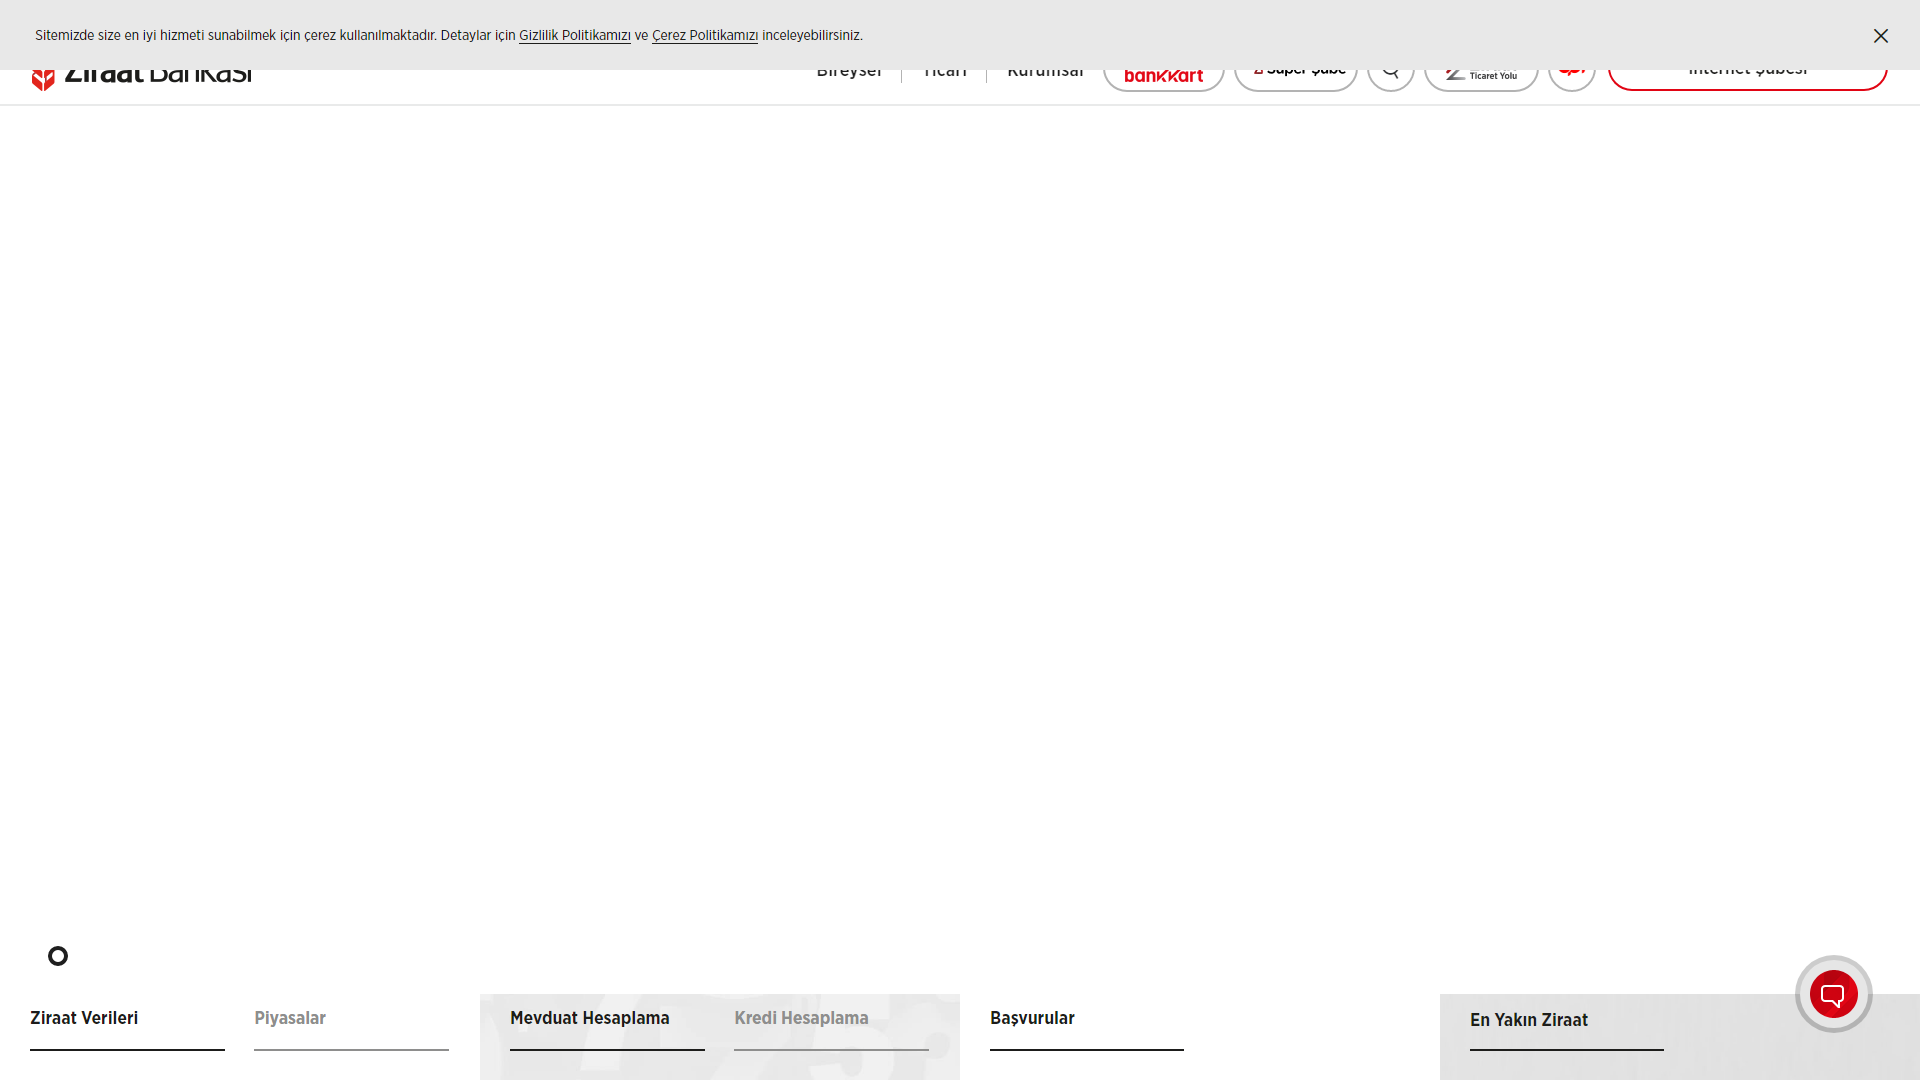 Sitemizde size en iyi hizmeti sunabilmek için çerez kullanılmaktadır. Detaylar için Gizlilik Politikamızı ve Çerez Politikamızı inceleyebilirsiniz.
Ziraat Bankası
Bireysel
Ticari
Kurumsal
bankkart
Süper Şube
Ticaret Yolu
İnternet Şubesi
Ziraat Verileri
Piyasalar
Mevduat Hesaplama
Kredi Hesaplama
Başvurular
En Yakın Ziraat